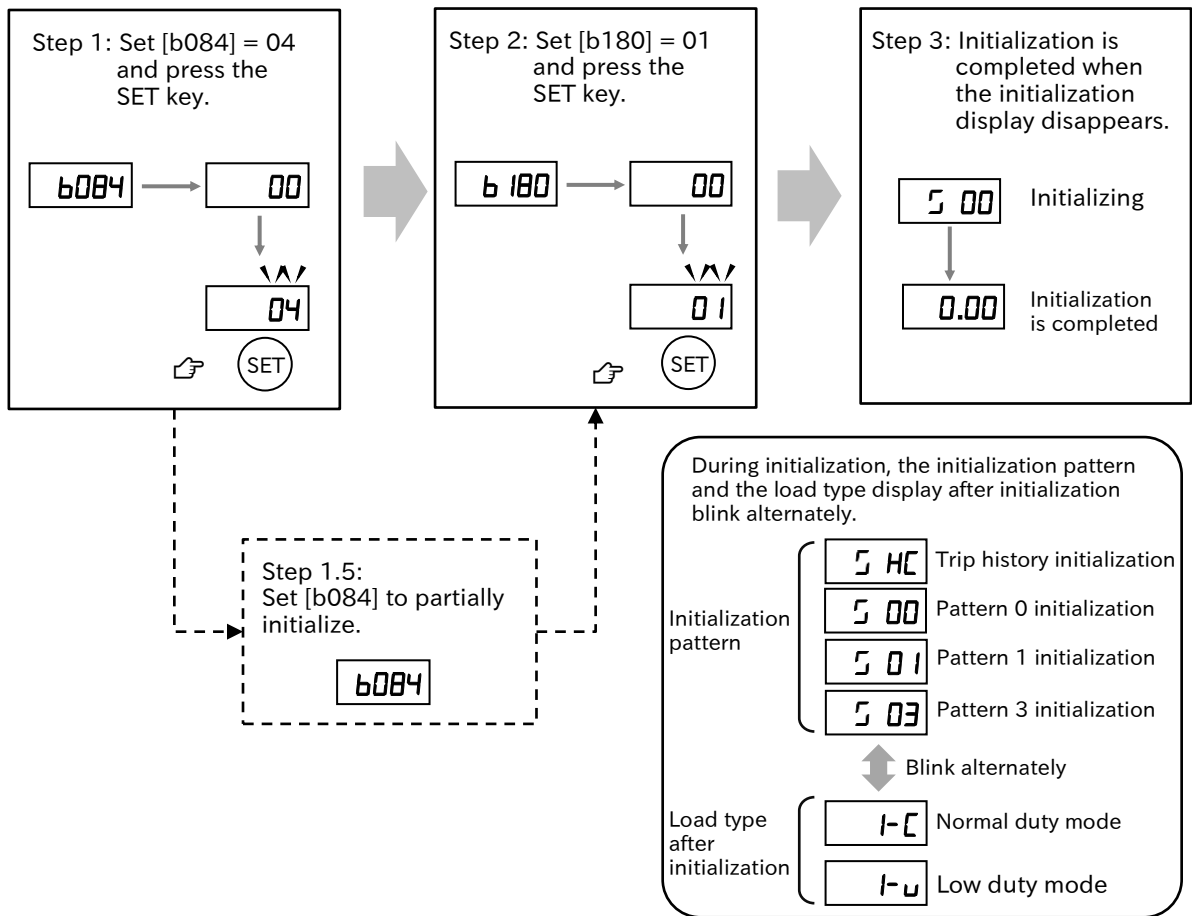 Step 1: Set [b084] = 04
and press the
SET key.
b084
00
04
SET
Step 2: Set [b180] = 01
and press the
SET key.
b180
00
01
SET
Step 3: Initialization is
completed when
the initialization
display disappears.
5 00 Initializing
0.00 Initialization
is completed
Step 1.5:
Set [b084] to partially
initialize.
b084
During initialization, the initialization pattern
and the load type display after initialization
blink alternately.
Initialization
pattern
5 HC Trip history initialization
5 00 Pattern 0 initialization
5 01 Pattern 1 initialization
5 03 Pattern 3 initialization
Blink alternately
Load type
after
initialization
I-C Normal duty mode
I-u Low duty mode